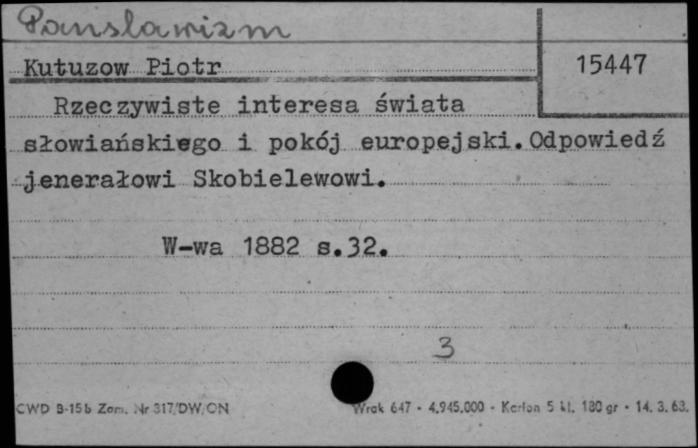 Panslawizm
Kutuzow Piotr
15447
Rzeczywiste interesa świata
słowiańskiego i pokój europejski. Odpowiedź
jenerałowi Skobielewowi.
W-wa 1882 s.32.
3
CWD B-15b Zam. Nr 317/DW/ON Wrak 647 - 4.945.000 - Karton 5 kl. 180 gr - 14. 3. 63.